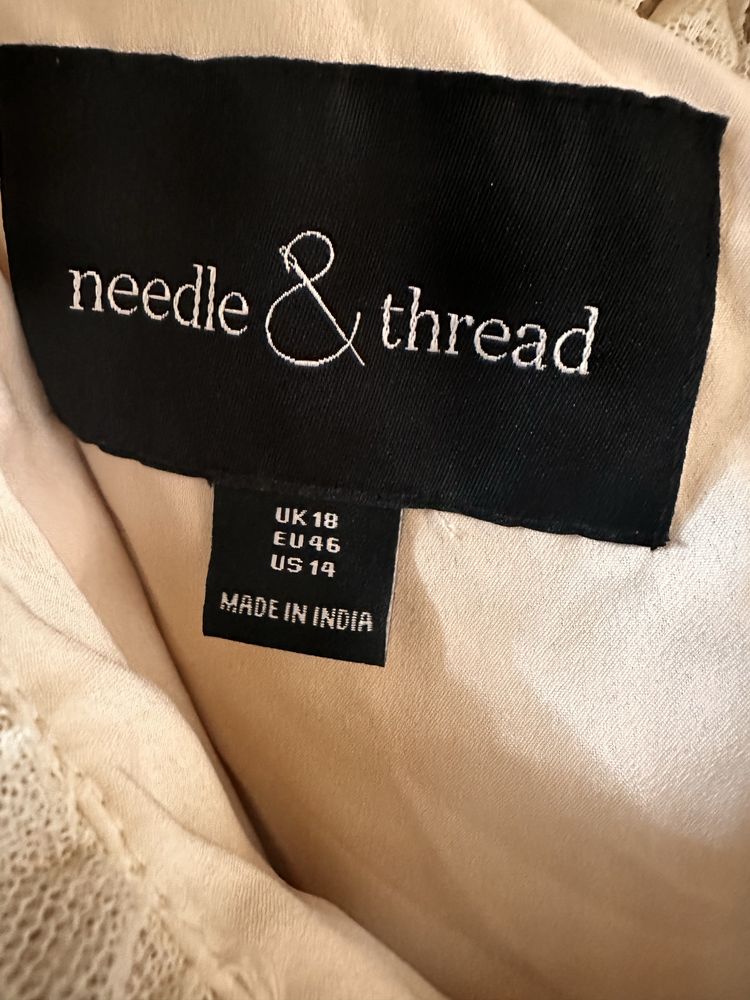 needle & thread
UK 18
EU 46
US 14
MADE IN INDIA